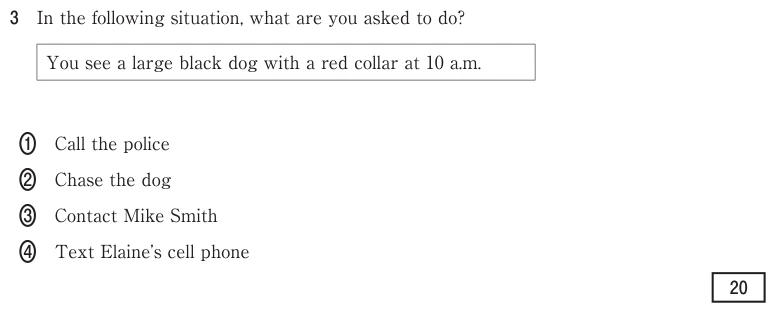 3 In the following situation, what are you asked to do?
You see a large black dog with a red collar at 10 a.m.
① Call the police
② Chase the dog
③ Contact Mike Smith
④ Text Elaine's cell phone
20